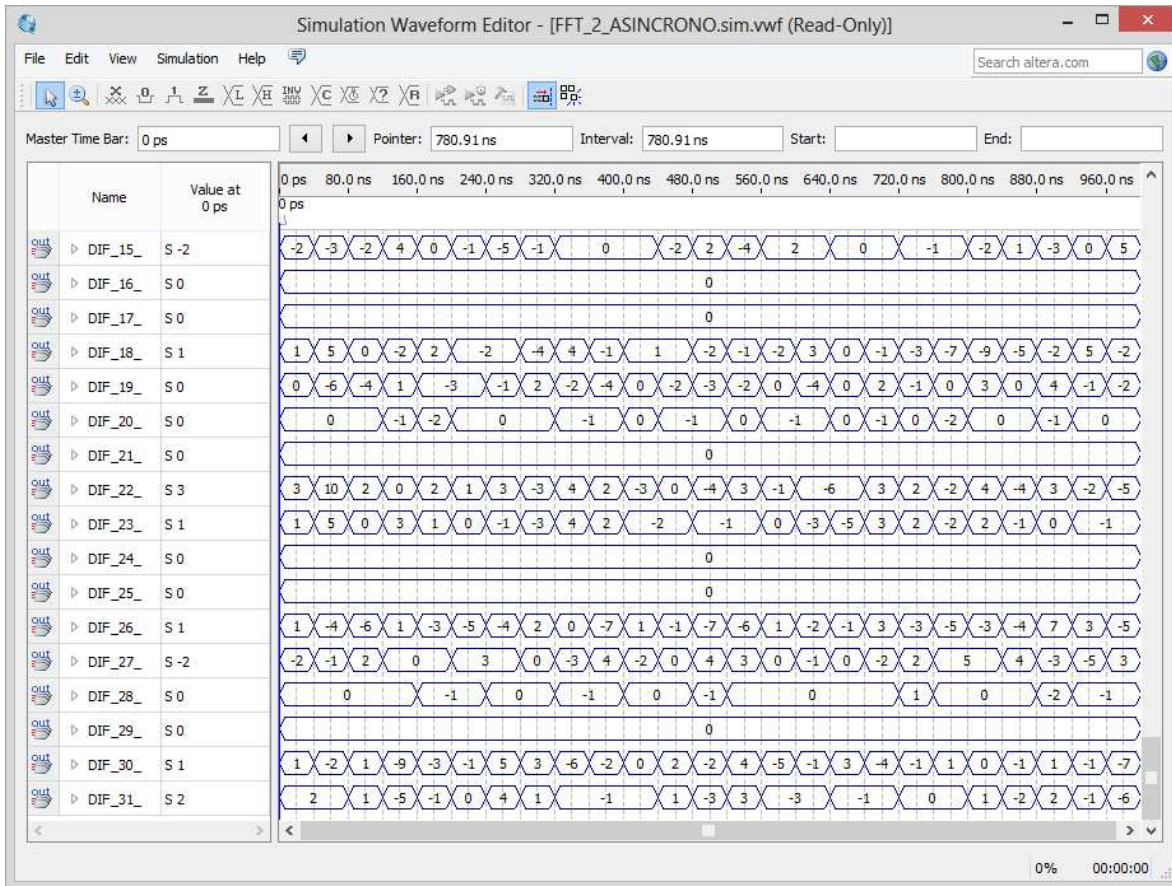 Simulation Waveform Editor - [FFT_2_ASINCRONO.sim.vwf (Read-Only)]
File Edit View Simulation Help
Search altera.com
Master Time Bar: 0 ps Pointer: 780.91 ns Interval: 780.91 ns Start: End:
Name Value at 0 ps 0 ps 80.0 ns 160.0 ns 240.0 ns 320.0 ns 400.0 ns 480.0 ns 560.0 ns 640.0 ns 720.0 ns 800.0 ns 880.0 ns 960.0 ns
0 ps
out DIF_15_ S -2 -2 -3 -2 4 0 -1 -5 -1 0 -2 2 -4 2 0 -1 -2 1 -3 0 5
out DIF_16_ S 0 0
out DIF_17_ S 0 0
out DIF_18_ S 1 1 5 0 -2 2 -2 -4 4 -1 1 -2 -1 -2 3 0 -1 -3 -7 -9 -5 -2 5 -2
out DIF_19_ S 0 0 -6 -4 1 -3 -1 2 -2 -4 0 -2 -3 -2 0 -4 0 2 -1 0 3 0 4 -1 -2
out DIF_20_ S 0 0 -1 -2 0 -1 0 -1 0 -1 0 -1 0 -2 0 -1 0
out DIF_21_ S 0 0
out DIF_22_ S 3 3 10 2 0 2 1 3 -3 4 2 -3 0 -4 3 -1 -6 3 2 -2 4 -4 3 -2 -5
out DIF_23_ S 1 1 5 0 3 1 0 -1 -3 4 2 -2 -1 0 -3 -5 3 2 -2 2 -1 0 -1
out DIF_24_ S 0 0
out DIF_25_ S 0 0
out DIF_26_ S 1 1 -4 -6 1 -3 -5 -4 2 0 -7 1 -1 -7 -6 1 -2 -1 3 -3 -5 -3 -4 7 3 -5
out DIF_27_ S -2 -2 -1 2 0 3 0 -3 4 -2 0 4 3 0 -1 0 -2 2 5 4 -3 -5 3
out DIF_28_ S 0 0 -1 0 -1 0 -1 0 1 0 -2 -1
out DIF_29_ S 0 0
out DIF_30_ S 1 1 -2 1 -9 -3 -1 5 3 -6 -2 0 2 -2 4 -5 -1 3 -4 -1 1 0 -1 1 -1 -7
out DIF_31_ S 2 2 1 -5 -1 0 4 1 -1 1 -3 3 -3 -1 0 1 -2 2 -1 -6
0% 00:00:00